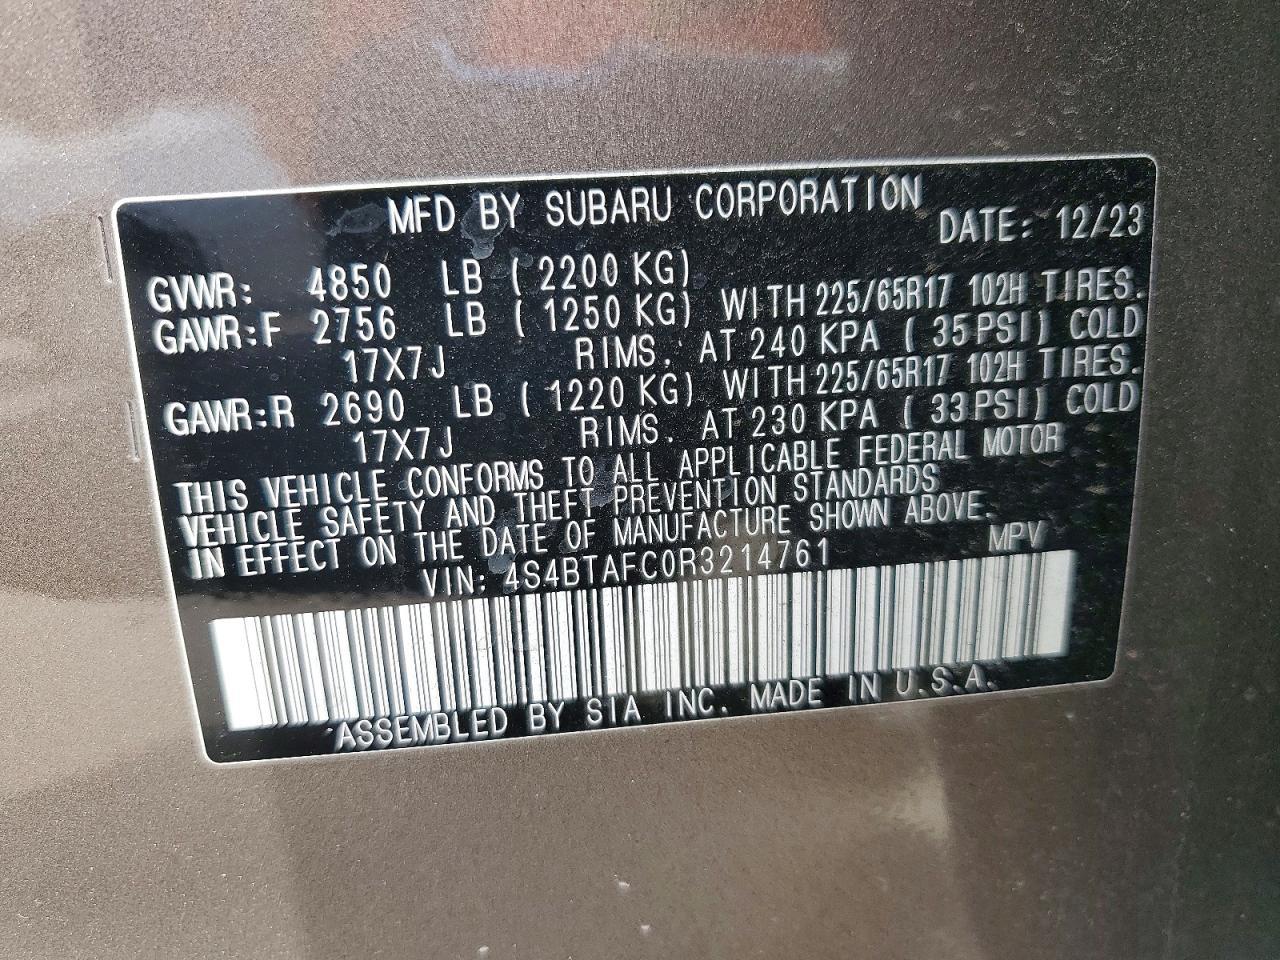 MFD BY SUBARU CORPORATION DATE: 12/23
GVWR: 4850 LB ( 2200 KG)
GAWR:F 2756 LB ( 1250 KG) WITH 225/65R17 102H TIRES.
17X7J RIMS. AT 240 KPA ( 35 PSI) COLD
GAWR:R 2690 LB ( 1220 KG) WITH 225/65R17 102H TIRES.
17X7J RIMS. AT 230 KPA ( 33 PSI) COLD
THIS VEHICLE CONFORMS TO ALL APPLICABLE FEDERAL MOTOR
VEHICLE SAFETY AND THEFT PREVENTION STANDARDS
IN EFFECT ON THE DATE OF MANUFACTURE SHOWN ABOVE.
VIN: 4S4BTAFC0R3214761 MPV
ASSEMBLED BY SIA INC. MADE IN U.S.A.